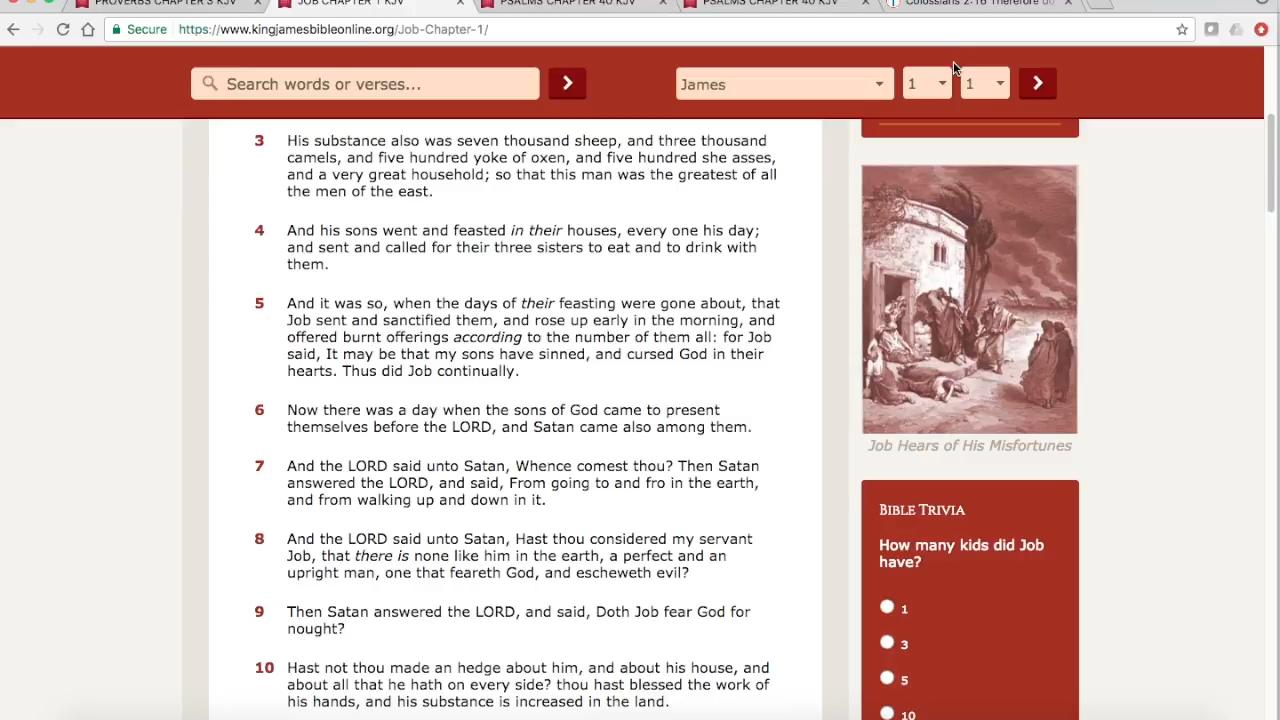 PROVERBS CHAPTER 3 KJV
JOB CHAPTER 1 KJV
PSALMS CHAPTER 40 KJV
PSALMS CHAPTER 40 KJV
Colossians 2:16 Therefore do
Secure https://www.kingjamesbibleonline.org/Job-Chapter-1/
Search words or verses...
James
1
1
3 His substance also was seven thousand sheep, and three thousand
camels, and five hundred yoke of oxen, and five hundred she asses,
and a very great household; so that this man was the greatest of all
the men of the east.
4 And his sons went and feasted in their houses, every one his day;
and sent and called for their three sisters to eat and to drink with
them.
5 And it was so, when the days of their feasting were gone about, that
Job sent and sanctified them, and rose up early in the morning, and
offered burnt offerings according to the number of them all: for Job
said, It may be that my sons have sinned, and cursed God in their
hearts. Thus did Job continually.
6 Now there was a day when the sons of God came to present
themselves before the LORD, and Satan came also among them.
7 And the LORD said unto Satan, Whence comest thou? Then Satan
answered the LORD, and said, From going to and fro in the earth,
and from walking up and down in it.
8 And the LORD said unto Satan, Hast thou considered my servant
Job, that there is none like him in the earth, a perfect and an
upright man, one that feareth God, and escheweth evil?
9 Then Satan answered the LORD, and said, Doth Job fear God for
nought?
10 Hast not thou made an hedge about him, and about his house, and
about all that he hath on every side? thou hast blessed the work of
his hands, and his substance is increased in the land.
Job Hears of His Misfortunes
BIBLE TRIVIA
How many kids did Job
have?
1
3
5
10